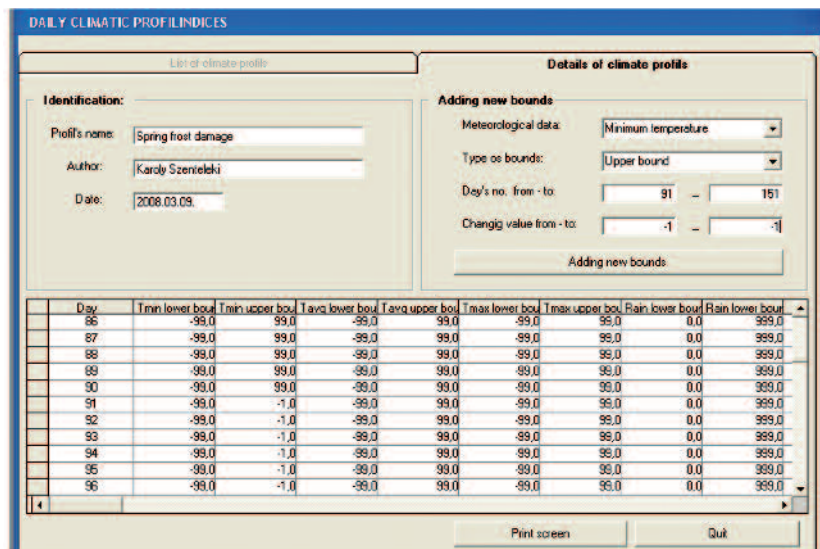 DAILY CLIMATIC PROFILINDICES
List of climate profils
Details of climate profils
Identification:
Profil's name: Spring frost damage
Author: Karoly Szenteleki
Date: 2008.03.09.
Adding new bounds
Meteorological data: Minimum temperature
Type os bounds: Upper bound
Day's no. from - to: 91 – 151
Changig value from - to: -1 – -1
Adding new bounds
Day Tmin lower bour Tmin upper bou Tavg lower bou Tavg upper bou Tmax lower bou Tmax upper bou Rain lower bour Rain lower bour
86 -99,0 99,0 -99,0 99,0 -99,0 99,0 0,0 999,0
87 -99,0 99,0 -99,0 99,0 -99,0 99,0 0,0 999,0
88 -99,0 99,0 -99,0 99,0 -99,0 99,0 0,0 999,0
89 -99,0 99,0 -99,0 99,0 -99,0 99,0 0,0 999,0
90 -99,0 99,0 -99,0 99,0 -99,0 99,0 0,0 999,0
91 -99,0 -1,0 -99,0 99,0 -99,0 99,0 0,0 999,0
92 -99,0 -1,0 -99,0 99,0 -99,0 99,0 0,0 999,0
93 -99,0 -1,0 -99,0 99,0 -99,0 99,0 0,0 999,0
94 -99,0 -1,0 -99,0 99,0 -99,0 99,0 0,0 999,0
95 -99,0 -1,0 -99,0 99,0 -99,0 99,0 0,0 999,0
96 -99,0 -1,0 -99,0 99,0 -99,0 99,0 0,0 999,0
Print screen
Quit